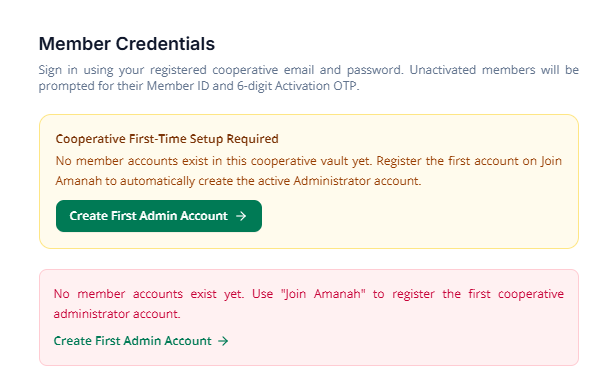 Member Credentials
Sign in using your registered cooperative email and password. Unactivated members will be
prompted for their Member ID and 6-digit Activation OTP.
Cooperative First-Time Setup Required
No member accounts exist in this cooperative vault yet. Register the first account on Join
Amanah to automatically create the active Administrator account.
Create First Admin Account →
No member accounts exist yet. Use "Join Amanah" to register the first cooperative
administrator account.
Create First Admin Account →